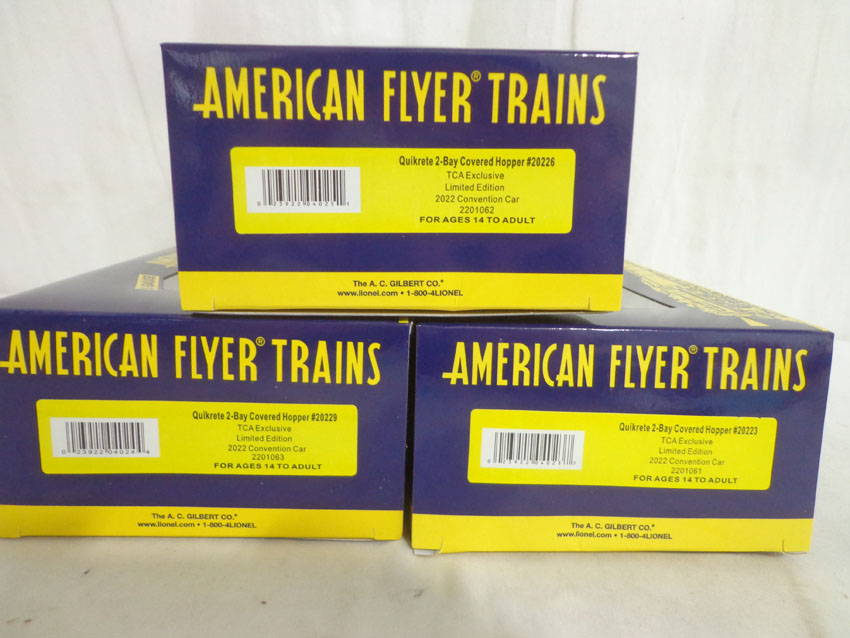 AMERICAN FLYER® TRAINS
Quikrete 2-Bay Covered Hopper #20226
TCA Exclusive
Limited Edition
2022 Convention Car
2201062
FOR AGES 14 TO ADULT
The A. C. GILBERT CO.®
www.lionel.com • 1-800-4LIONEL
AMERICAN FLYER® TRAINS
Quikrete 2-Bay Covered Hopper #20229
TCA Exclusive
Limited Edition
2022 Convention Car
2201063
FOR AGES 14 TO ADULT
0 23922 04024 4
The A. C. GILBERT CO.®
www.lionel.com • 1-800-4LIONEL
AMERICAN FLYER® TRAINS
Quikrete 2-Bay Covered Hopper #20223
TCA Exclusive
Limited Edition
2022 Convention Car
2201061
FOR AGES 14 TO ADULT
The A. C. GILBERT CO.®
www.lionel.com • 1-800-4LIONEL